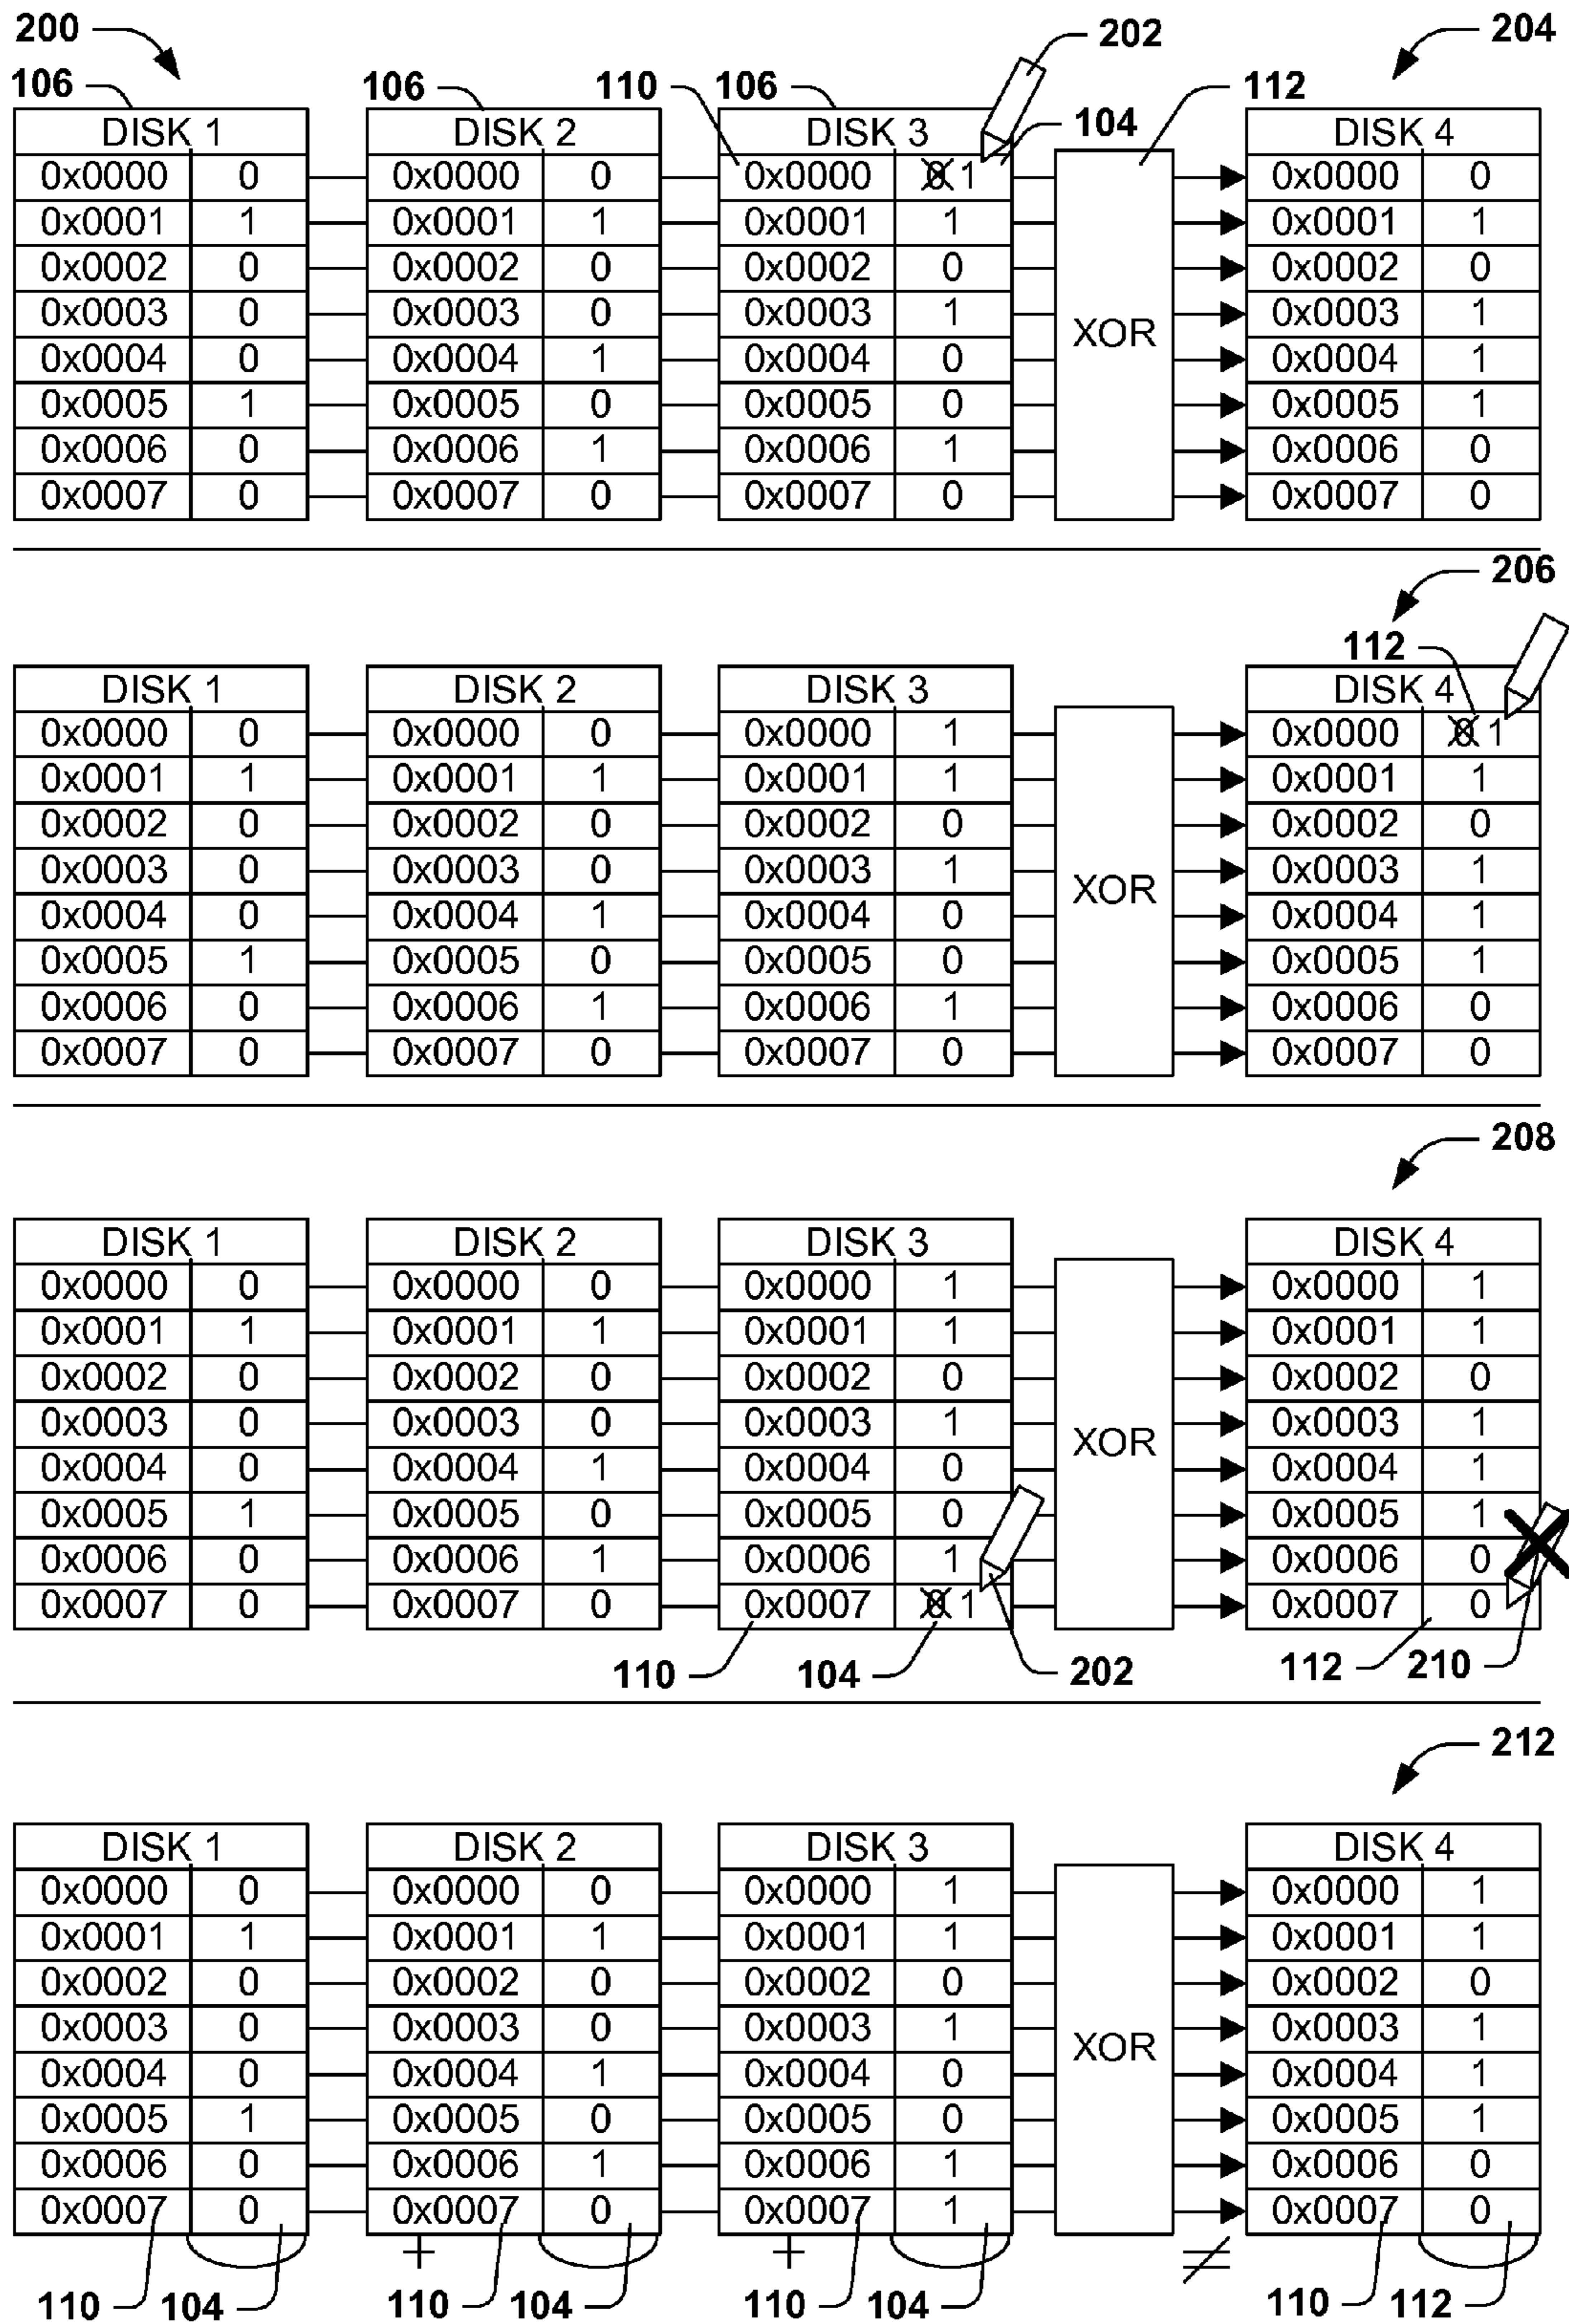 200 202 204
106 106 110 106 112
104
DISK 1 DISK 2 DISK 3 DISK 4
0x0000 0 0x0000 0 0x0000 0 1 0x0000 0
0x0001 1 0x0001 1 0x0001 1 0x0001 1
0x0002 0 0x0002 0 0x0002 0 0x0002 0
0x0003 0 0x0003 0 0x0003 1 XOR 0x0003 1
0x0004 0 0x0004 1 0x0004 0 0x0004 1
0x0005 1 0x0005 0 0x0005 0 0x0005 1
0x0006 0 0x0006 1 0x0006 1 0x0006 0
0x0007 0 0x0007 0 0x0007 0 0x0007 0
206
112
DISK 1 DISK 2 DISK 3 DISK 4
0x0000 0 0x0000 0 0x0000 1 0x0000 0 1
0x0001 1 0x0001 1 0x0001 1 0x0001 1
0x0002 0 0x0002 0 0x0002 0 0x0002 0
0x0003 0 0x0003 0 0x0003 1 XOR 0x0003 1
0x0004 0 0x0004 1 0x0004 0 0x0004 1
0x0005 1 0x0005 0 0x0005 0 0x0005 1
0x0006 0 0x0006 1 0x0006 1 0x0006 0
0x0007 0 0x0007 0 0x0007 0 0x0007 0
208
DISK 1 DISK 2 DISK 3 DISK 4
0x0000 0 0x0000 0 0x0000 1 0x0000 1
0x0001 1 0x0001 1 0x0001 1 0x0001 1
0x0002 0 0x0002 0 0x0002 0 0x0002 0
0x0003 0 0x0003 0 0x0003 1 XOR 0x0003 1
0x0004 0 0x0004 1 0x0004 0 0x0004 1
0x0005 1 0x0005 0 0x0005 0 0x0005 1
0x0006 0 0x0006 1 0x0006 1 0x0006 0
0x0007 0 0x0007 0 0x0007 0 1 0x0007 0
110 104 202 112 210
212
DISK 1 DISK 2 DISK 3 DISK 4
0x0000 0 0x0000 0 0x0000 1 0x0000 1
0x0001 1 0x0001 1 0x0001 1 0x0001 1
0x0002 0 0x0002 0 0x0002 0 0x0002 0
0x0003 0 0x0003 0 0x0003 1 XOR 0x0003 1
0x0004 0 0x0004 1 0x0004 0 0x0004 1
0x0005 1 0x0005 0 0x0005 0 0x0005 1
0x0006 0 0x0006 1 0x0006 1 0x0006 0
0x0007 0 0x0007 0 0x0007 1 0x0007 0
+ + ≠
110 104 110 104 110 104 110 112